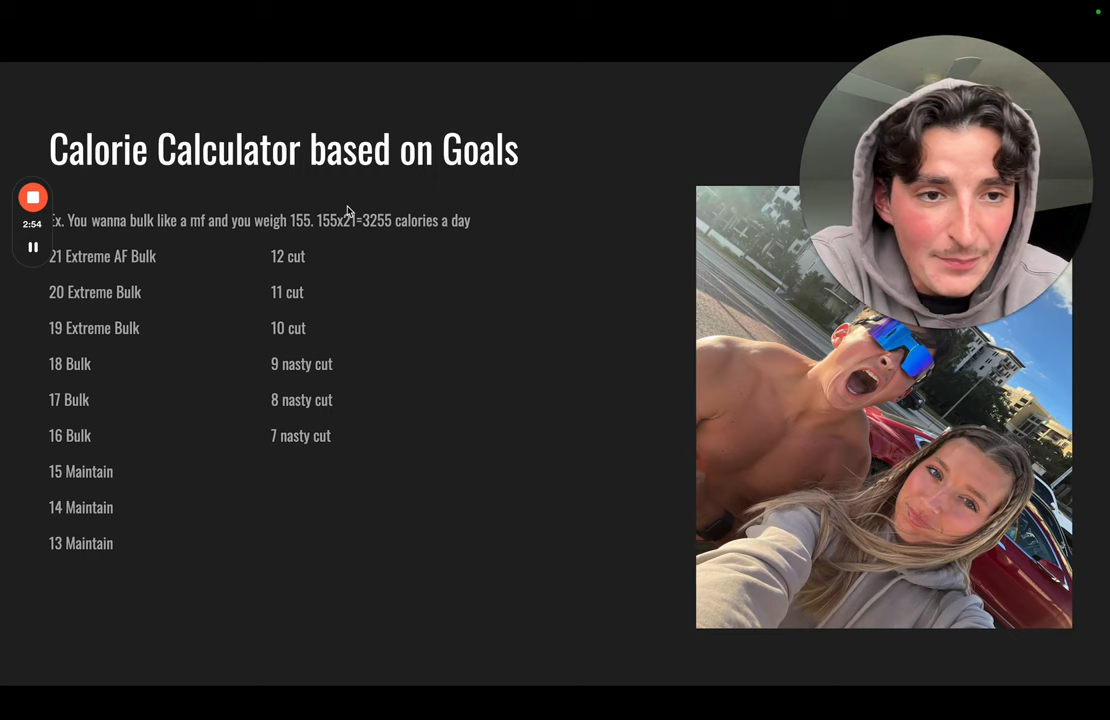 Calorie Calculator based on Goals
Ex. You wanna bulk like a mf and you weigh 155. 155x21=3255 calories a day
2:54
21 Extreme AF Bulk
20 Extreme Bulk
19 Extreme Bulk
18 Bulk
17 Bulk
16 Bulk
15 Maintain
14 Maintain
13 Maintain
12 cut
11 cut
10 cut
9 nasty cut
8 nasty cut
7 nasty cut